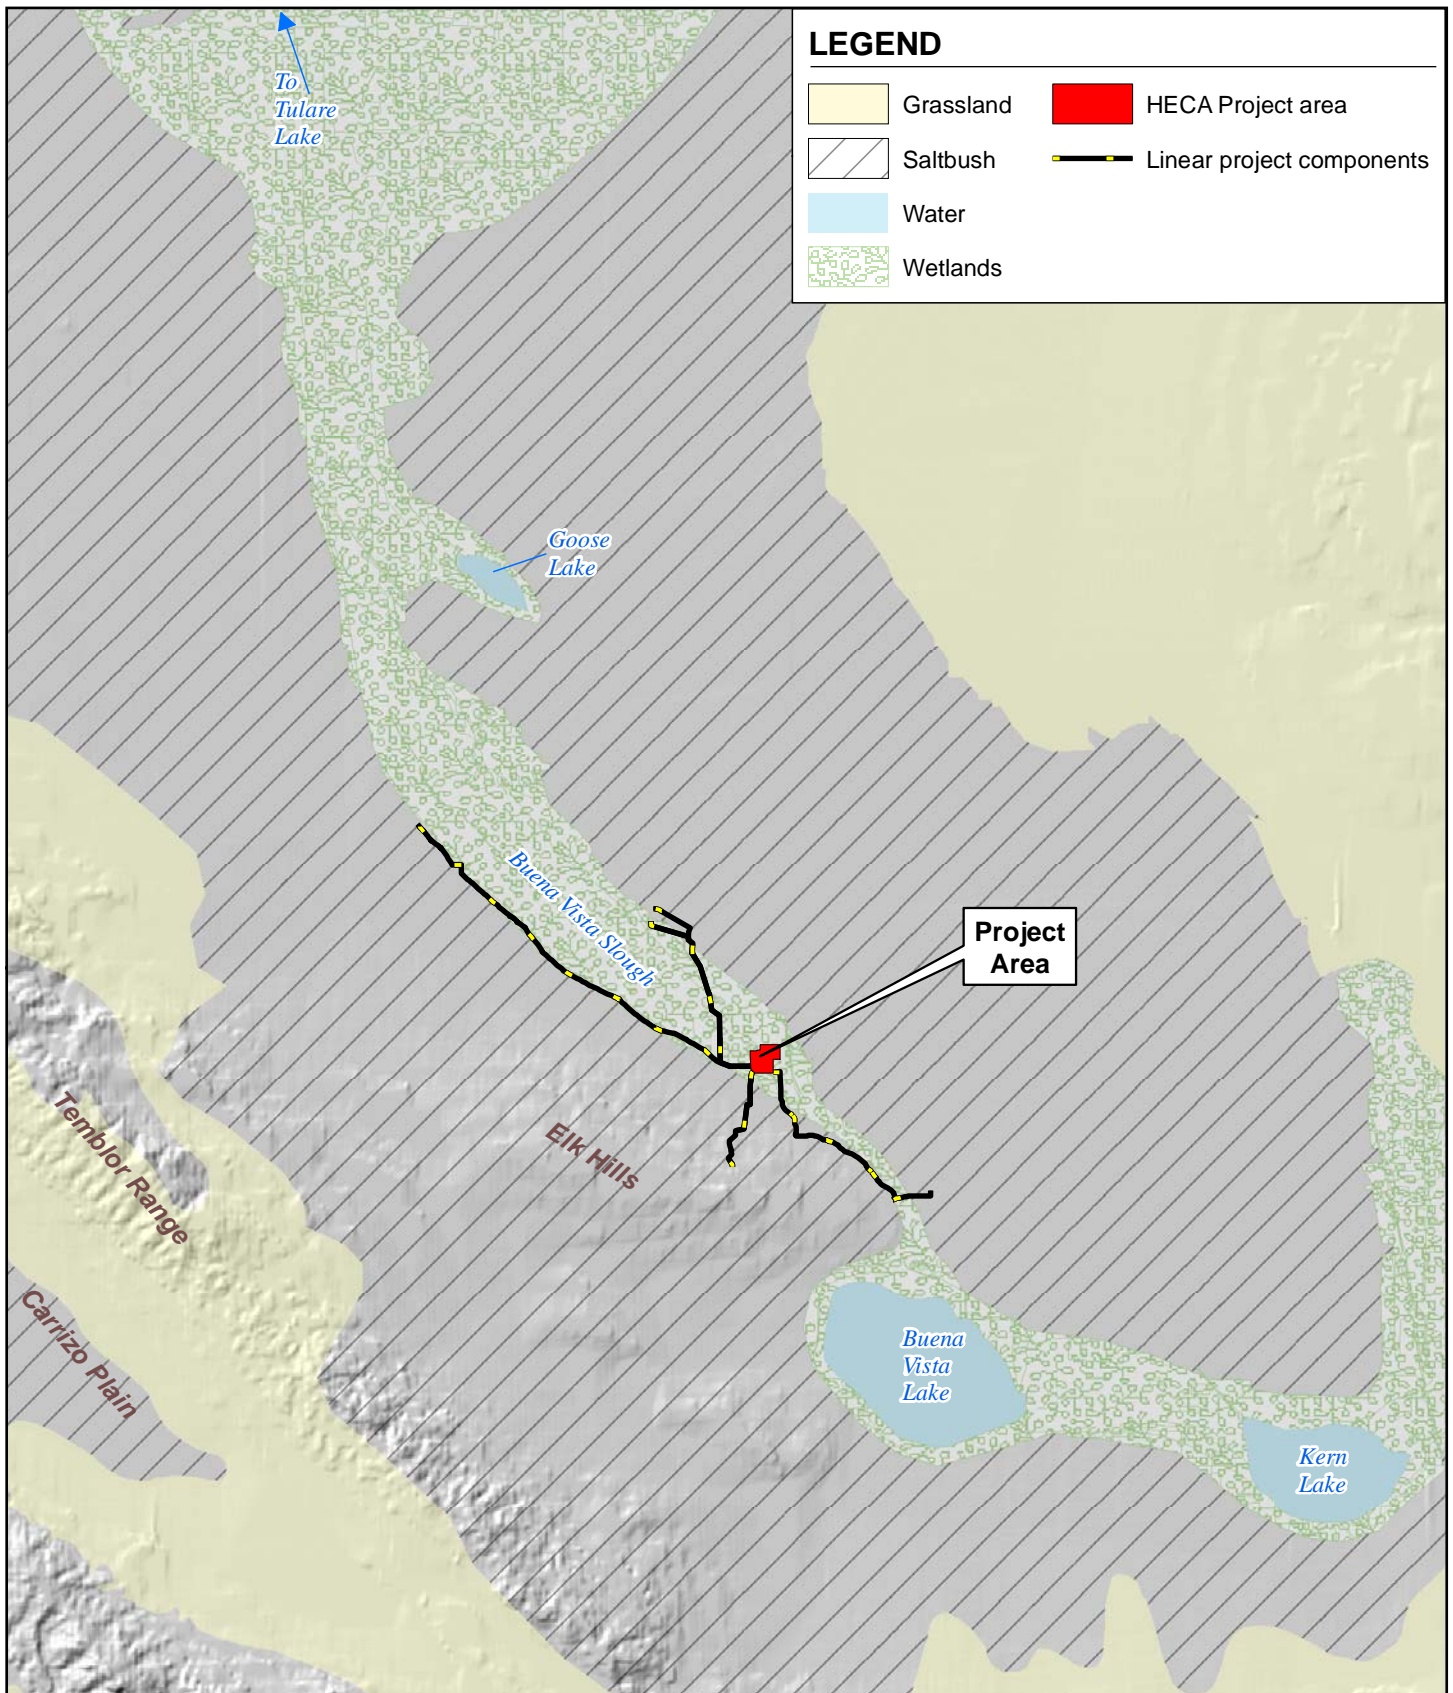 LEGEND
Grassland
HECA Project area
Saltbush
Linear project components
Water
Wetlands
To
Tulare
Lake
Goose
Lake
Buena Vista Slough
Project
Area
Elk Hills
Temblor Range
Carrizo Plain
Buena
Vista
Lake
Kern
Lake